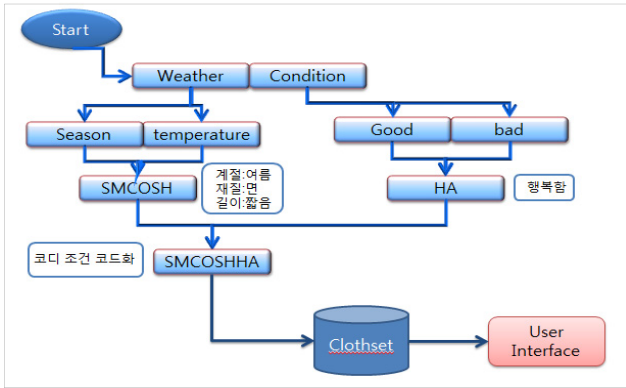 Start
Weather
Condition
Season
temperature
Good
bad
SMCOSH
계절:여름
재질:면
길이:짧음
HA
행복함
코디 조건 코드화
SMCOSHHA
Clothset
User
Interface